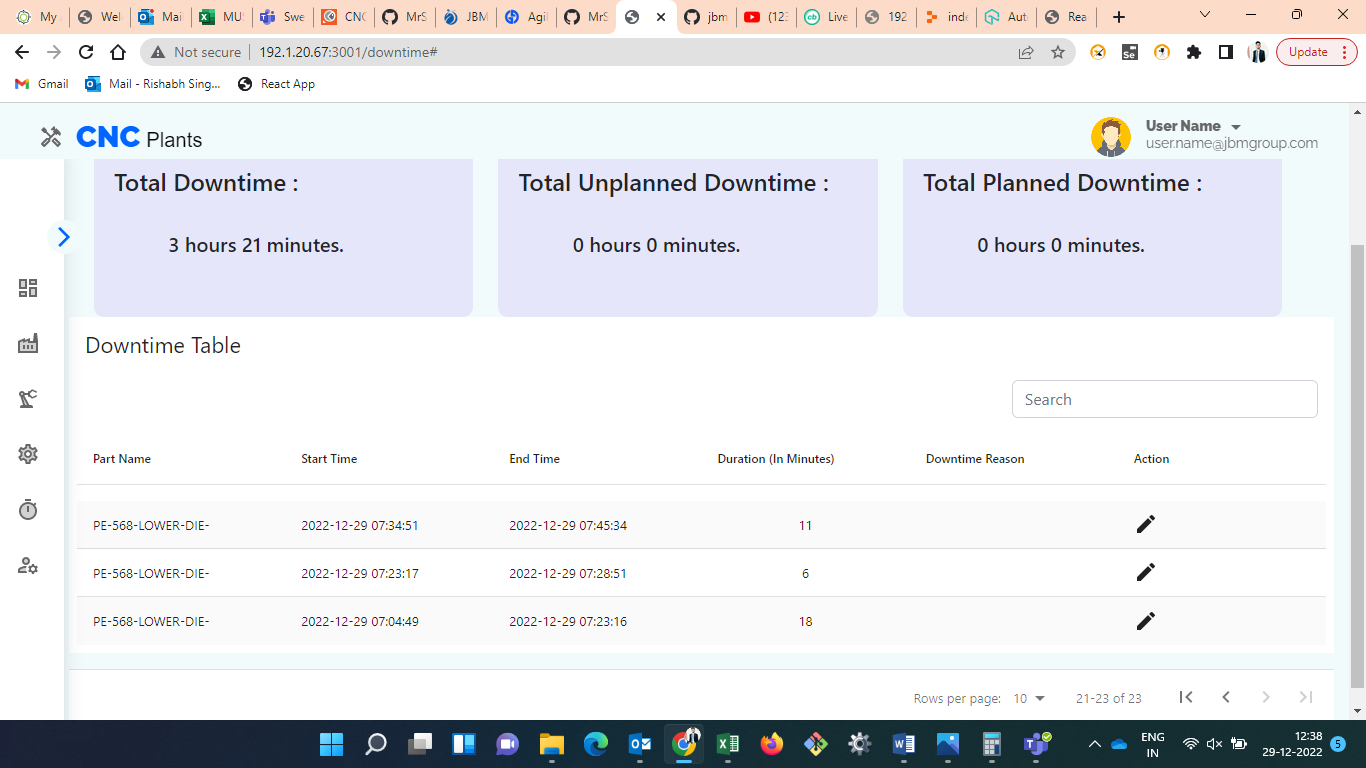 My
Wel
Mai
MU
Swe
CNC
MrS
JBM
Agil
MrS
jbm
(123
Live
192
inde
Aut
Rea
Not secure 192.1.20.67:3001/downtime#
Update
Gmail Mail - Rishabh Sing... React App
CNC Plants
User Name
user.name@jbmgroup.com
Total Downtime :
3 hours 21 minutes.
Total Unplanned Downtime :
0 hours 0 minutes.
Total Planned Downtime :
0 hours 0 minutes.
Downtime Table
Search
Part Name Start Time End Time Duration (In Minutes) Downtime Reason Action
PE-568-LOWER-DIE- 2022-12-29 07:34:51 2022-12-29 07:45:34 11
PE-568-LOWER-DIE- 2022-12-29 07:23:17 2022-12-29 07:28:51 6
PE-568-LOWER-DIE- 2022-12-29 07:04:49 2022-12-29 07:23:16 18
Rows per page: 10 21-23 of 23
ENG
IN
12:38
29-12-2022
5